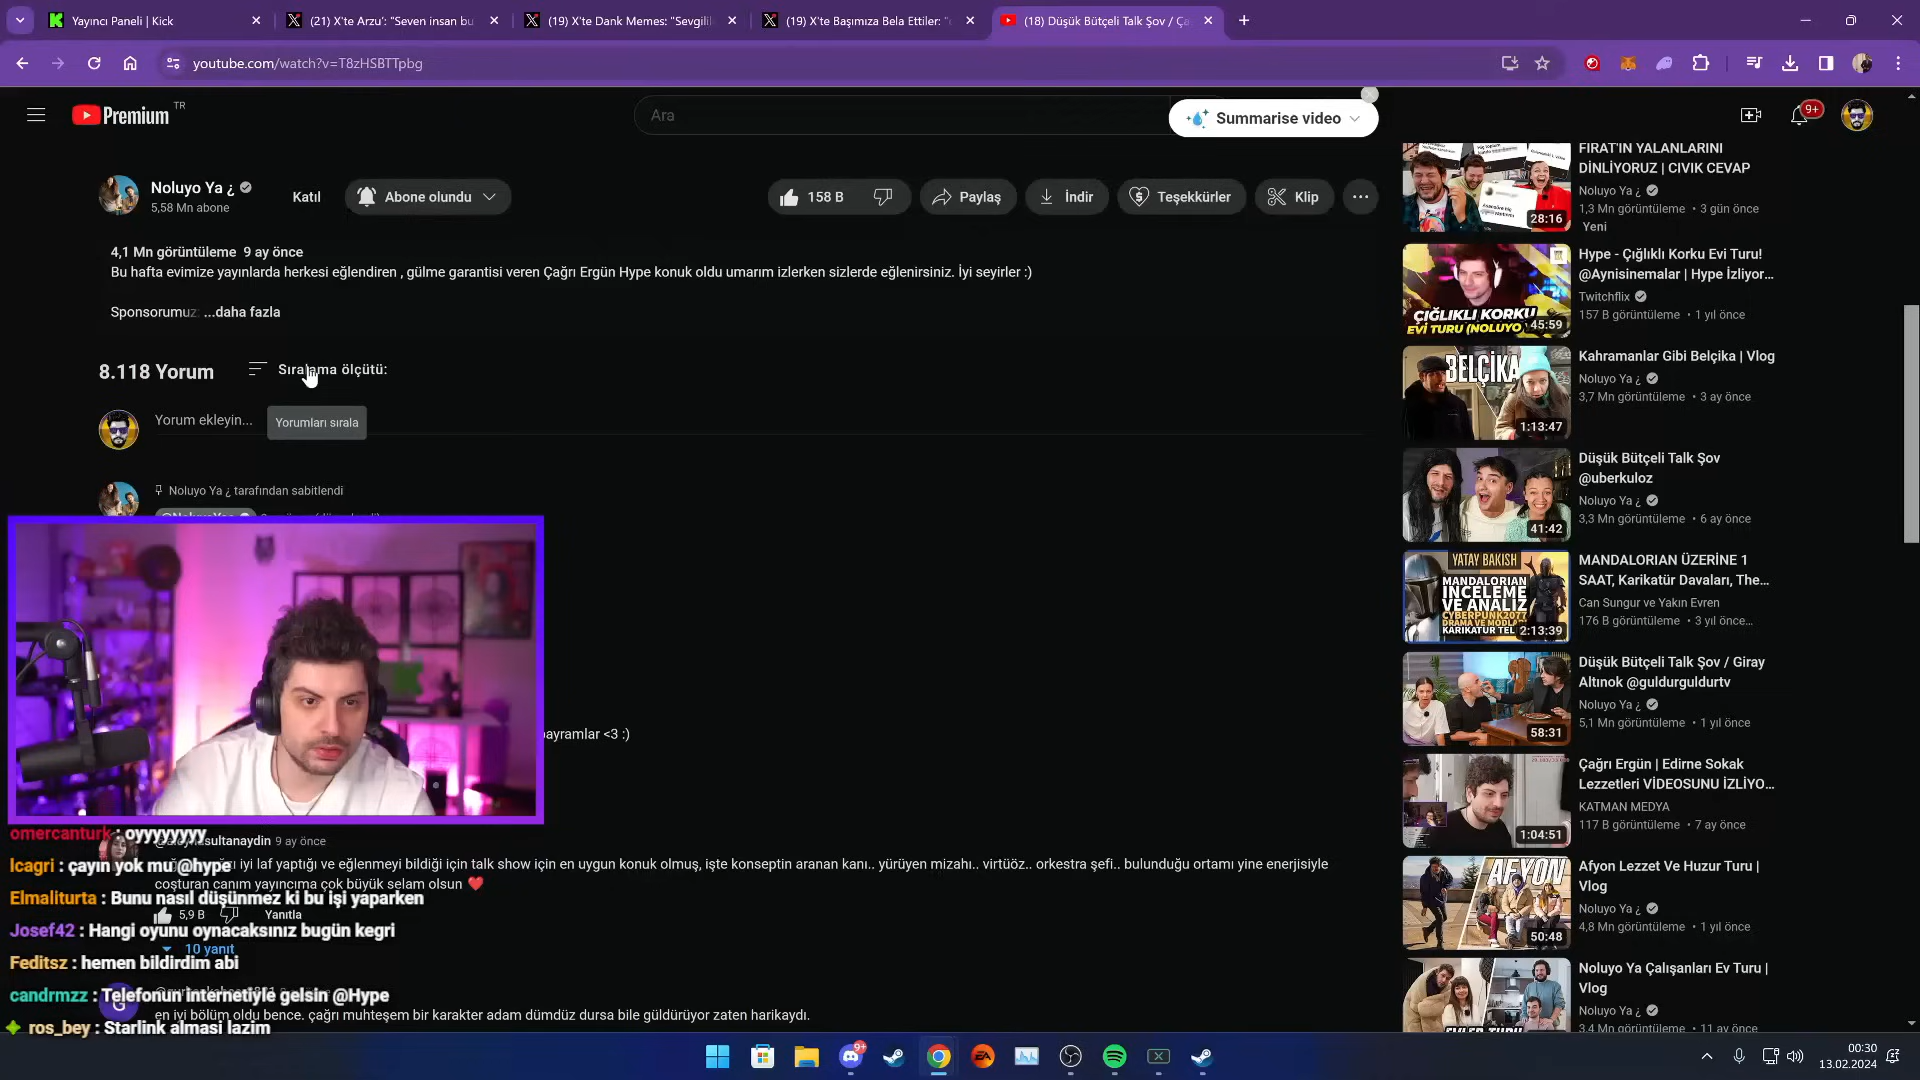 Yayıncı Paneli | Kick
(21) X'te Arzu': "Seven insan bu
(19) X'te Dank Memes: "Sevgilil
(19) X'te Başımıza Bela Ettiler: "
(18) Düşük Bütçeli Talk Şov / Ça
youtube.com/watch?v=T8zHSBTTpbg
Premium TR
Ara
Summarise video
9+
Noluyo Ya ¿
5,58 Mn abone
Katıl
Abone olundu
158 B
Paylaş
İndir
Teşekkürler
Klip
4,1 Mn görüntüleme 9 ay önce
Bu hafta evimize yayınlarda herkesi eğlendiren , gülme garantisi veren Çağrı Ergün Hype konuk oldu umarım izlerken sizlerde eğlenirsiniz. İyi seyirler :)
Sponsorumuz: ...daha fazla
8.118 Yorum
Sıralama ölçütü:
Yorum ekleyin...
Yorumları sırala
Noluyo Ya ¿ tarafından sabitlendi
bayramlar <3 :)
9 ay önce
iyi laf yaptığı ve eğlenmeyi bildiği için talk show için en uygun konuk olmuş, işte konseptin aranan kanı.. yürüyen mizahı.. virtüöz.. orkestra şefi.. bulunduğu ortamı yine enerjisiyle
coşturan canım yayıncıma çok büyük selam olsun ❤️
5,9 B
Yanıtla
10 yanıt
en iyi bölüm oldu bence. çağrı muhteşem bir karakter adam dümdüz dursa bile güldürüyor zaten harikaydı.
omercanturk : oyyyyyyyy
lcagri : çayın yok mu @hype
Elmaliturta : Bunu nasıl düşünmez ki bu işi yaparken
Josef42 : Hangi oyunu oynacaksınız bugün kegri
Feditsz : hemen bildirdim abi
candrmzz : Telefonun internetiyle gelsin @Hype
ros_bey : Starlink almasi lazim
FIRAT'IN YALANLARINI
DİNLİYORUZ | CIVIK CEVAP
Noluyo Ya ¿
1,3 Mn görüntüleme • 3 gün önce
Yeni
28:16
Hype - Çığlıklı Korku Evi Turu!
@Aynisinemalar | Hype İzliyor...
Twitchflix
157 B görüntüleme • 1 yıl önce
ÇIĞLIKLI KORKU
EVİ TURU (NOLUYO
45:59
Kahramanlar Gibi Belçika | Vlog
Noluyo Ya ¿
3,7 Mn görüntüleme • 3 ay önce
BELÇİKA
1:13:47
Düşük Bütçeli Talk Şov
@uberkuloz
Noluyo Ya ¿
3,3 Mn görüntüleme • 6 ay önce
41:42
MANDALORIAN ÜZERİNE 1
SAAT, Karikatür Davaları, The...
Can Sungur ve Yakın Evren
176 B görüntüleme • 3 yıl önce...
YATAY BAKISH
MANDALORIAN
İNCELEME
VE ANALİZ
CYBERPUNK2077
DRAMA VE MODLAR
KARİKATÜR TEL
2:13:39
Düşük Bütçeli Talk Şov / Giray
Altınok @guldurguldurtv
Noluyo Ya ¿
5,1 Mn görüntüleme • 1 yıl önce
58:31
Çağrı Ergün | Edirne Sokak
Lezzetleri VİDEOSUNU İZLİYO...
KATMAN MEDYA
117 B görüntüleme • 7 ay önce
1:04:51
Afyon Lezzet Ve Huzur Turu |
Vlog
Noluyo Ya ¿
4,8 Mn görüntüleme • 1 yıl önce
AFYON
50:48
Noluyo Ya Çalışanları Ev Turu |
Vlog
Noluyo Ya ¿
3,4 Mn görüntüleme • 11 ay önce
9+
00:30
13.02.2024